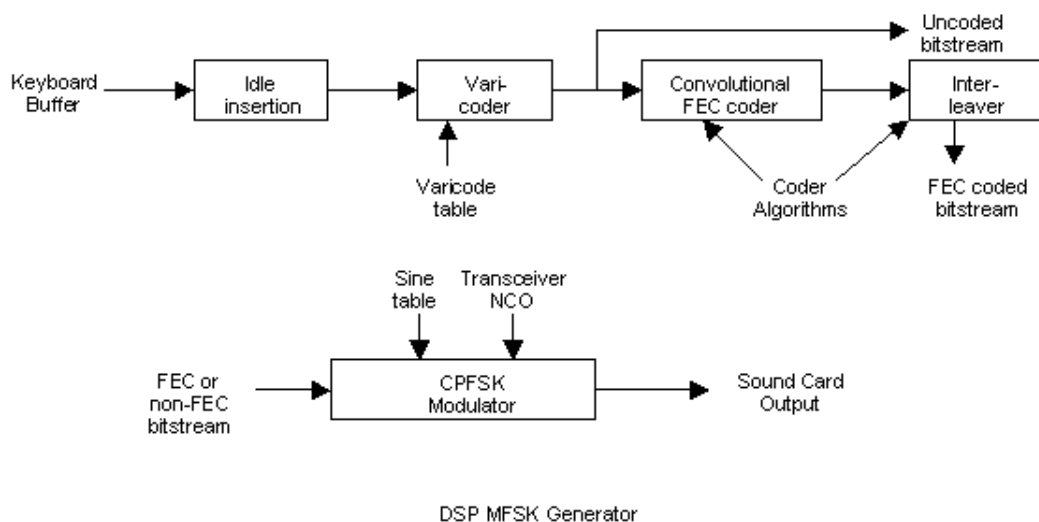 Uncoded
bitstream
Keyboard
Buffer
Idle
insertion
Vari-
coder
Convolutional
FEC coder
Inter-
leaver
Varicode
table
Coder
Algorithms
FEC coded
bitstream
Sine
table
Transceiver
NCO
FEC or
non-FEC
bitstream
CPFSK
Modulator
Sound Card
Output
DSP MFSK Generator